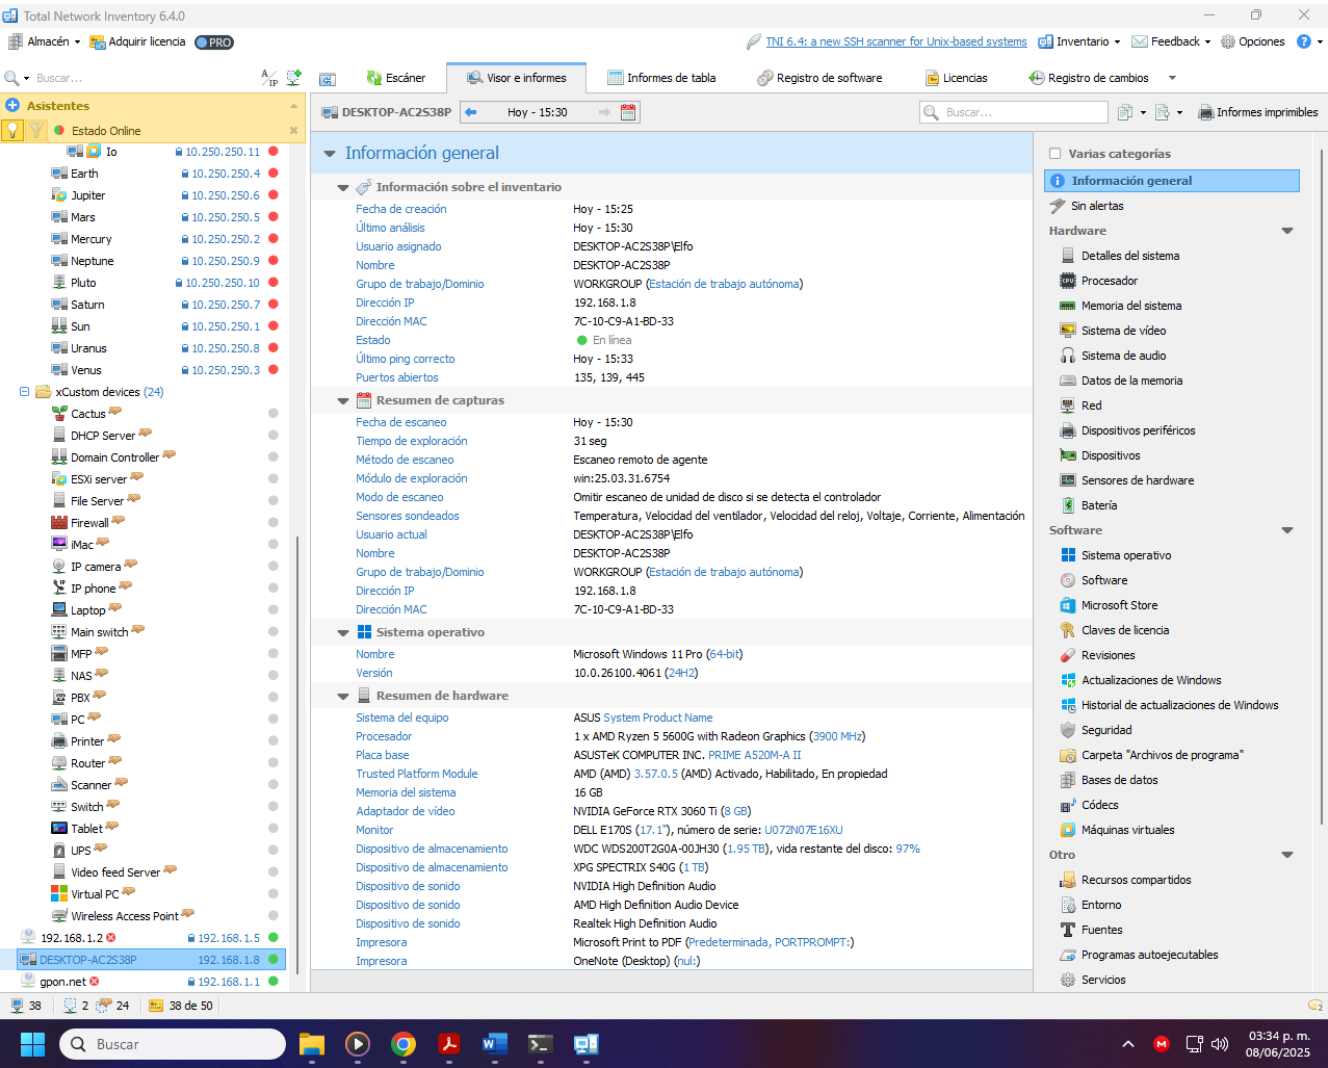 Total Network Inventory 6.4.0
Almacén Adquirir licencia PRO TNI 6.4: a new SSH scanner for Unix-based systems Inventario Feedback Opciones ?
Buscar... A/IP Escáner Visor e informes Informes de tabla Registro de software Licencias Registro de cambios
Asistentes
Estado Online
Io 10.250.250.11
Earth 10.250.250.4
Jupiter 10.250.250.6
Mars 10.250.250.5
Mercury 10.250.250.2
Neptune 10.250.250.9
Pluto 10.250.250.10
Saturn 10.250.250.7
Sun 10.250.250.1
Uranus 10.250.250.8
Venus 10.250.250.3
xCustom devices (24)
Cactus
DHCP Server
Domain Controller
ESXi server
File Server
Firewall
iMac
IP camera
IP phone
Laptop
Main switch
MFP
NAS
PBX
PC
Printer
Router
Scanner
Switch
Tablet
UPS
Video feed Server
Virtual PC
Wireless Access Point
192.168.1.2 192.168.1.5
DESKTOP-AC2S38P 192.168.1.8
gpon.net 192.168.1.1
38 2 24 38 de 50
DESKTOP-AC2S38P Hoy - 15:30 Buscar... Informes imprimibles
Información general
Información sobre el inventario
Fecha de creación Hoy - 15:25
Último análisis Hoy - 15:30
Usuario asignado DESKTOP-AC2S38P\Elfo
Nombre DESKTOP-AC2S38P
Grupo de trabajo/Dominio WORKGROUP (Estación de trabajo autónoma)
Dirección IP 192.168.1.8
Dirección MAC 7C-10-C9-A1-BD-33
Estado En línea
Último ping correcto Hoy - 15:33
Puertos abiertos 135, 139, 445
Resumen de capturas
Fecha de escaneo Hoy - 15:30
Tiempo de exploración 31 seg
Método de escaneo Escaneo remoto de agente
Módulo de exploración win:25.03.31.6754
Modo de escaneo Omitir escaneo de unidad de disco si se detecta el controlador
Sensores sondeados Temperatura, Velocidad del ventilador, Velocidad del reloj, Voltaje, Corriente, Alimentación
Usuario actual DESKTOP-AC2S38P\Elfo
Nombre DESKTOP-AC2S38P
Grupo de trabajo/Dominio WORKGROUP (Estación de trabajo autónoma)
Dirección IP 192.168.1.8
Dirección MAC 7C-10-C9-A1-BD-33
Sistema operativo
Nombre Microsoft Windows 11 Pro (64-bit)
Versión 10.0.26100.4061 (24H2)
Resumen de hardware
Sistema del equipo ASUS System Product Name
Procesador 1 x AMD Ryzen 5 5600G with Radeon Graphics (3900 MHz)
Placa base ASUSTeK COMPUTER INC. PRIME A520M-A II
Trusted Platform Module AMD (AMD) 3.57.0.5 (AMD) Activado, Habilitado, En propiedad
Memoria del sistema 16 GB
Adaptador de vídeo NVIDIA GeForce RTX 3060 Ti (8 GB)
Monitor DELL E170S (17.1"), número de serie: U072N07E16XU
Dispositivo de almacenamiento WDC WDS200T2G0A-00JH30 (1.95 TB), vida restante del disco: 97%
Dispositivo de almacenamiento XPG SPECTRIX S40G (1 TB)
Dispositivo de sonido NVIDIA High Definition Audio
Dispositivo de sonido AMD High Definition Audio Device
Dispositivo de sonido Realtek High Definition Audio
Impresora Microsoft Print to PDF (Predeterminada, PORTPROMPT:)
Impresora OneNote (Desktop) (nul:)
Varias categorías
Información general
Sin alertas
Hardware
Detalles del sistema
Procesador
Memoria del sistema
Sistema de vídeo
Sistema de audio
Datos de la memoria
Red
Dispositivos periféricos
Dispositivos
Sensores de hardware
Batería
Software
Sistema operativo
Software
Microsoft Store
Claves de licencia
Revisiones
Actualizaciones de Windows
Historial de actualizaciones de Windows
Seguridad
Carpeta "Archivos de programa"
Bases de datos
Códecs
Máquinas virtuales
Otro
Recursos compartidos
Entorno
Fuentes
Programas autoejecutables
Servicios
2
Buscar
03:34 p. m.
08/06/2025